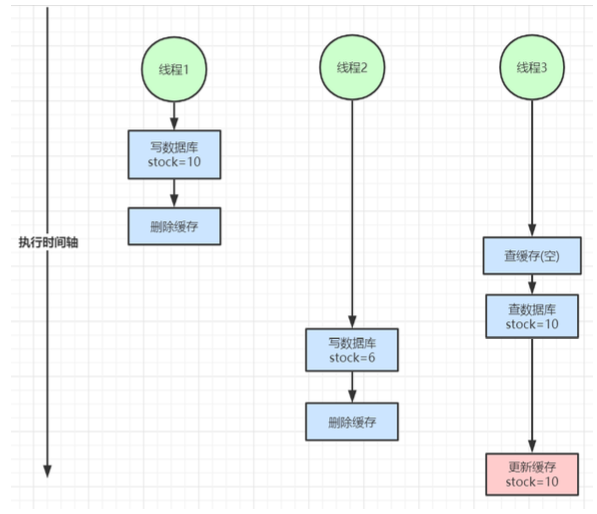 线程1
线程2
线程3
写数据库
stock=10
删除缓存
执行时间轴
查缓存(空)
查数据库
stock=10
写数据库
stock=6
删除缓存
更新缓存
stock=10